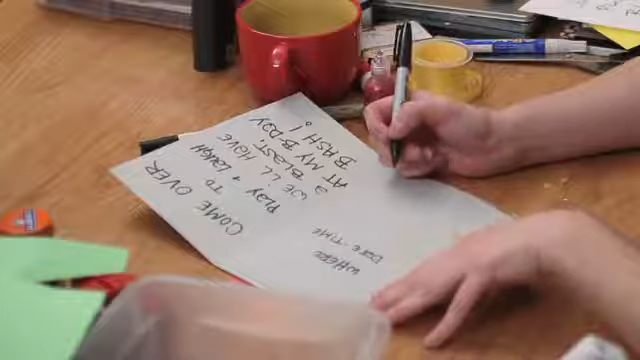 COME OVER
TO
PLAY + LAUGH
WE'LL HAVE
A BLAST,
AT MY B-DAY
BASH!
DATE-TIME
WHERE